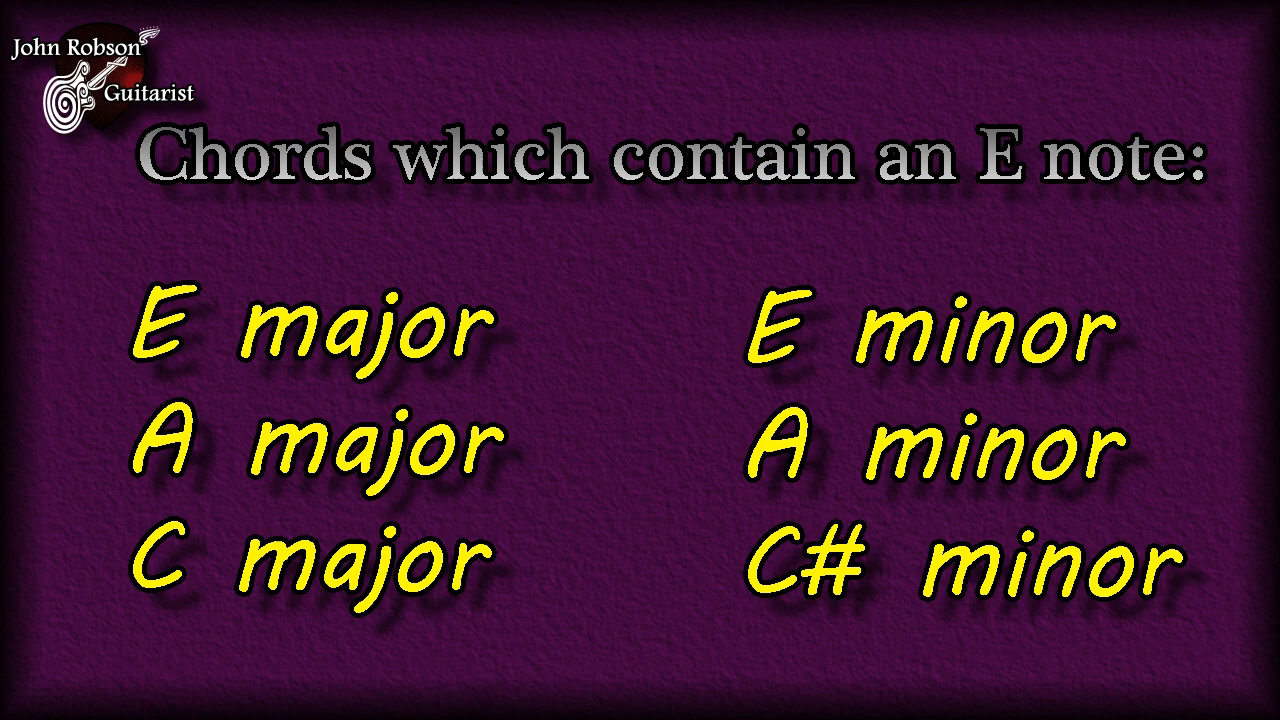 John Robson
Guitarist
Chords which contain an E note:
E major
A major
C major
E minor
A minor
C# minor